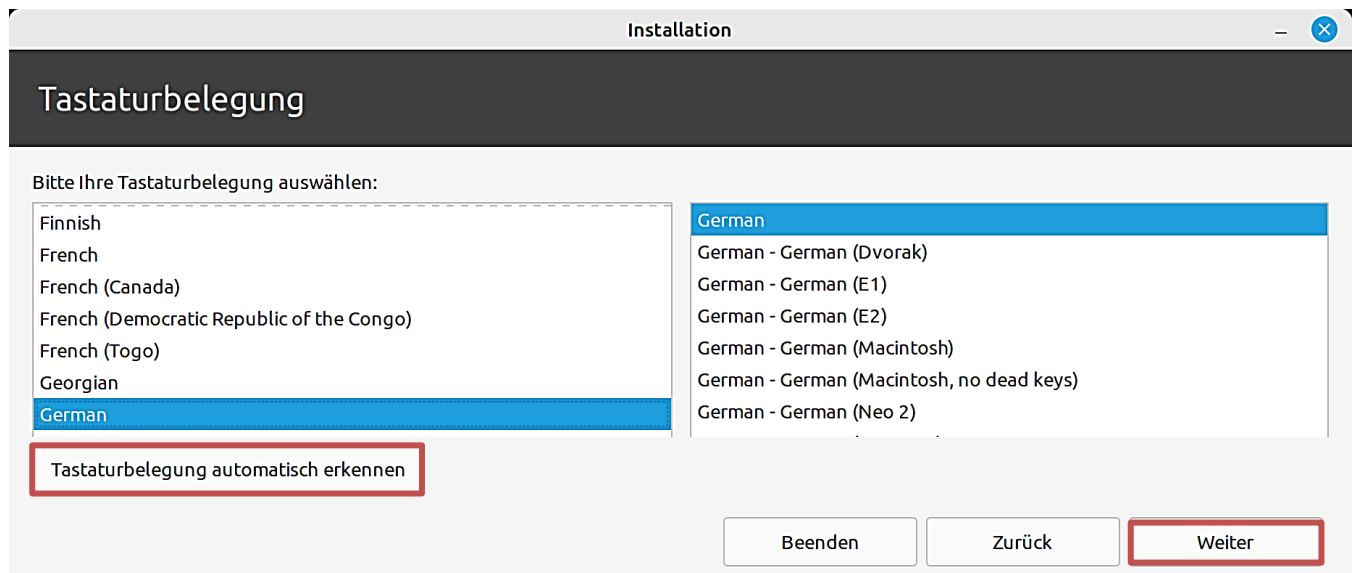 Installation
Tastaturbelegung
Bitte Ihre Tastaturbelegung auswählen:
Finnish
French
French (Canada)
French (Democratic Republic of the Congo)
French (Togo)
Georgian
German
German
German - German (Dvorak)
German - German (E1)
German - German (E2)
German - German (Macintosh)
German - German (Macintosh, no dead keys)
German - German (Neo 2)
Tastaturbelegung automatisch erkennen
Beenden
Zurück
Weiter